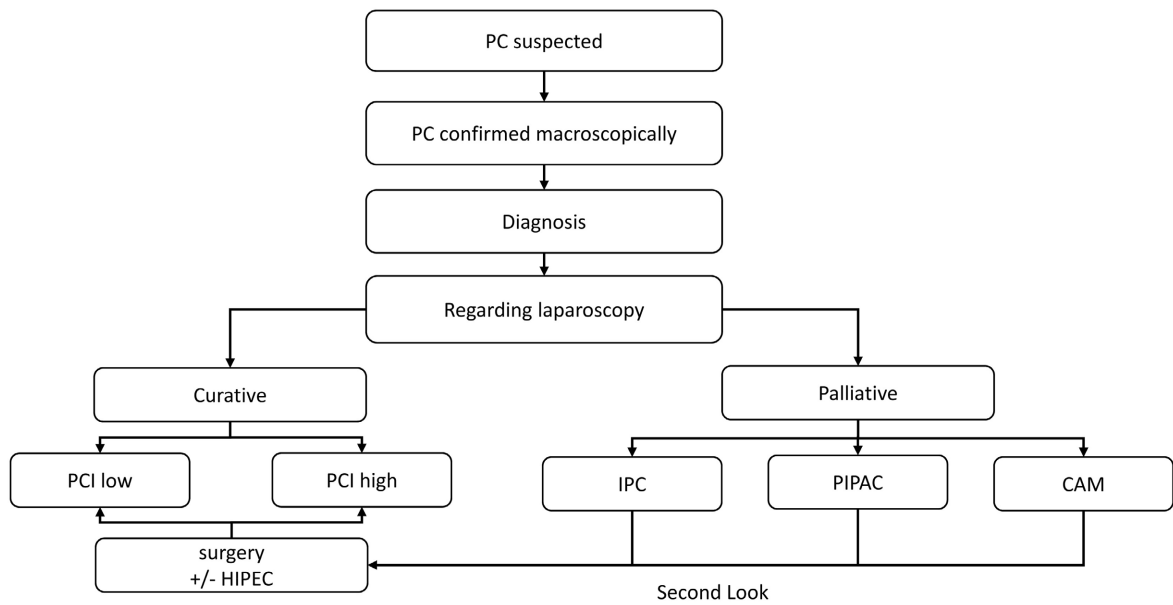 PC suspected
PC confirmed macroscopically
Diagnosis
Regarding laparoscopy
Curative
Palliative
PCI low
PCI high
IPC
PIPAC
CAM
surgery
+/- HIPEC
Second Look